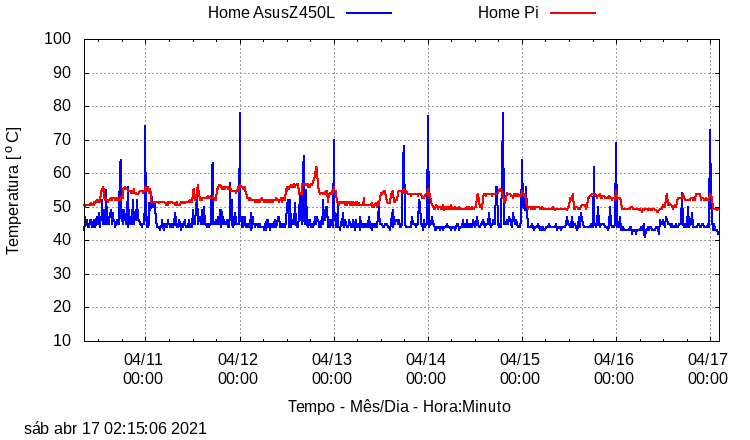 Home AsusZ450L Home Pi
100
90
80
70
60
50
40
30
20
10
Temperatura [ º C]
04/11 04/12 04/13 04/14 04/15 04/16 04/17
00:00 00:00 00:00 00:00 00:00 00:00 00:00
Tempo - Mês/Dia - Hora:Minuto
sáb abr 17 02:15:06 2021